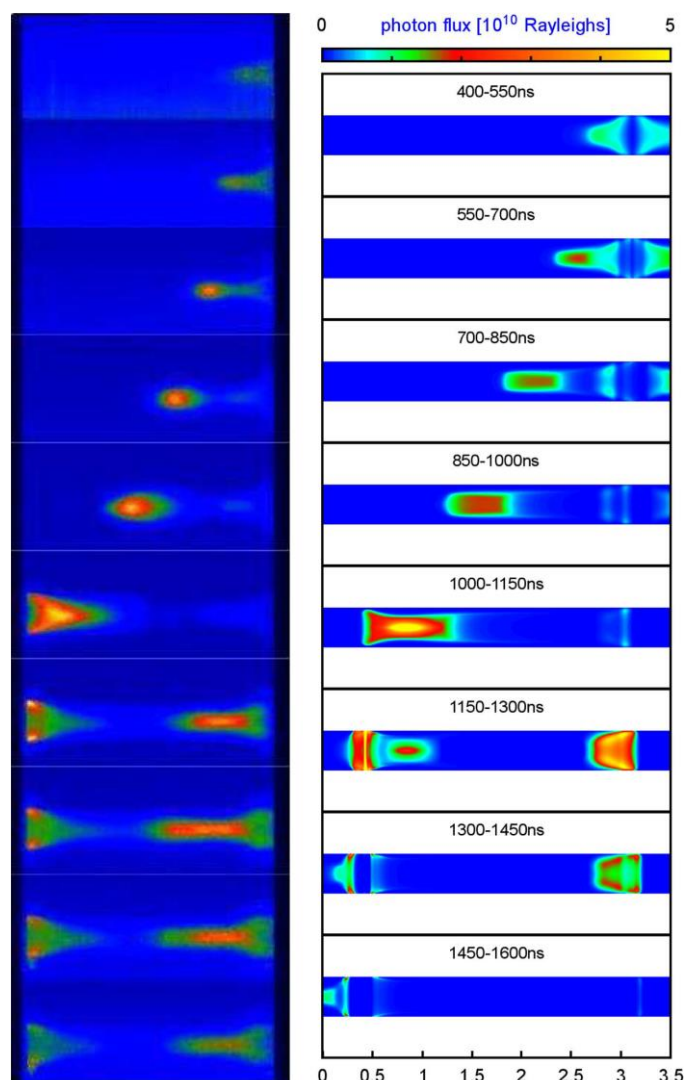 0 photon flux [10¹⁰ Rayleighs] 5
400-550ns
550-700ns
700-850ns
850-1000ns
1000-1150ns
1150-1300ns
1300-1450ns
1450-1600ns
0 0.5 1 1.5 2 2.5 3 3.5